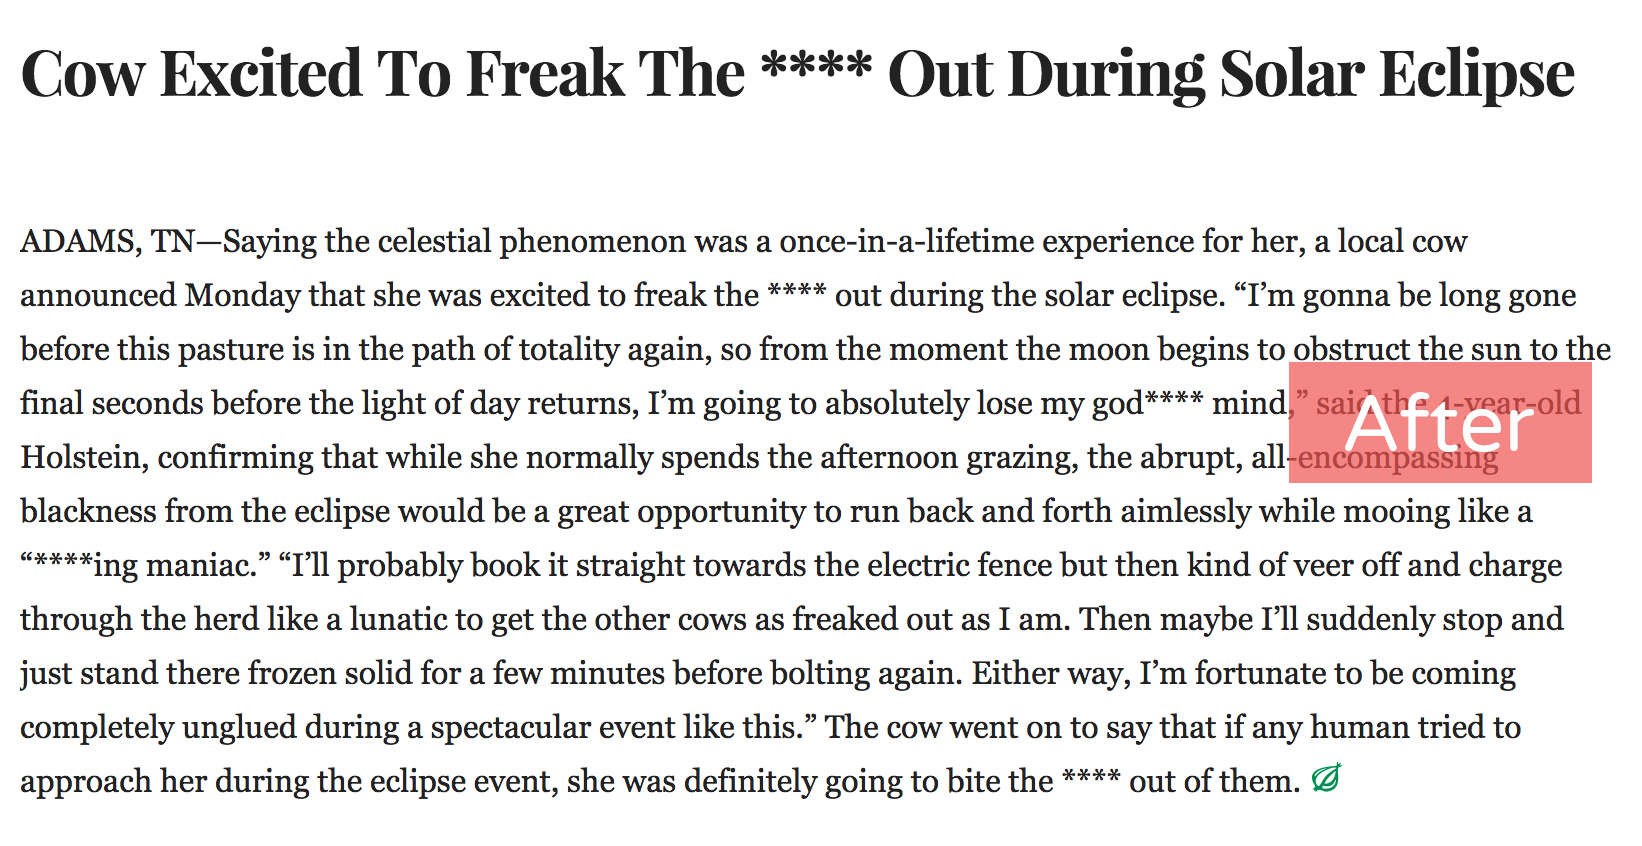 Cow Excited To Freak The **** Out During Solar Eclipse
ADAMS, TN—Saying the celestial phenomenon was a once-in-a-lifetime experience for her, a local cow
announced Monday that she was excited to freak the **** out during the solar eclipse. “I’m gonna be long gone
before this pasture is in the path of totality again, so from the moment the moon begins to obstruct the sun to the
final seconds before the light of day returns, I’m going to absolutely lose my god**** mind,” said the 4-year-old
After
Holstein, confirming that while she normally spends the afternoon grazing, the abrupt, all-encompassing
blackness from the eclipse would be a great opportunity to run back and forth aimlessly while mooing like a
“****ing maniac.” “I’ll probably book it straight towards the electric fence but then kind of veer off and charge
through the herd like a lunatic to get the other cows as freaked out as I am. Then maybe I’ll suddenly stop and
just stand there frozen solid for a few minutes before bolting again. Either way, I’m fortunate to be coming
completely unglued during a spectacular event like this.” The cow went on to say that if any human tried to
approach her during the eclipse event, she was definitely going to bite the **** out of them.